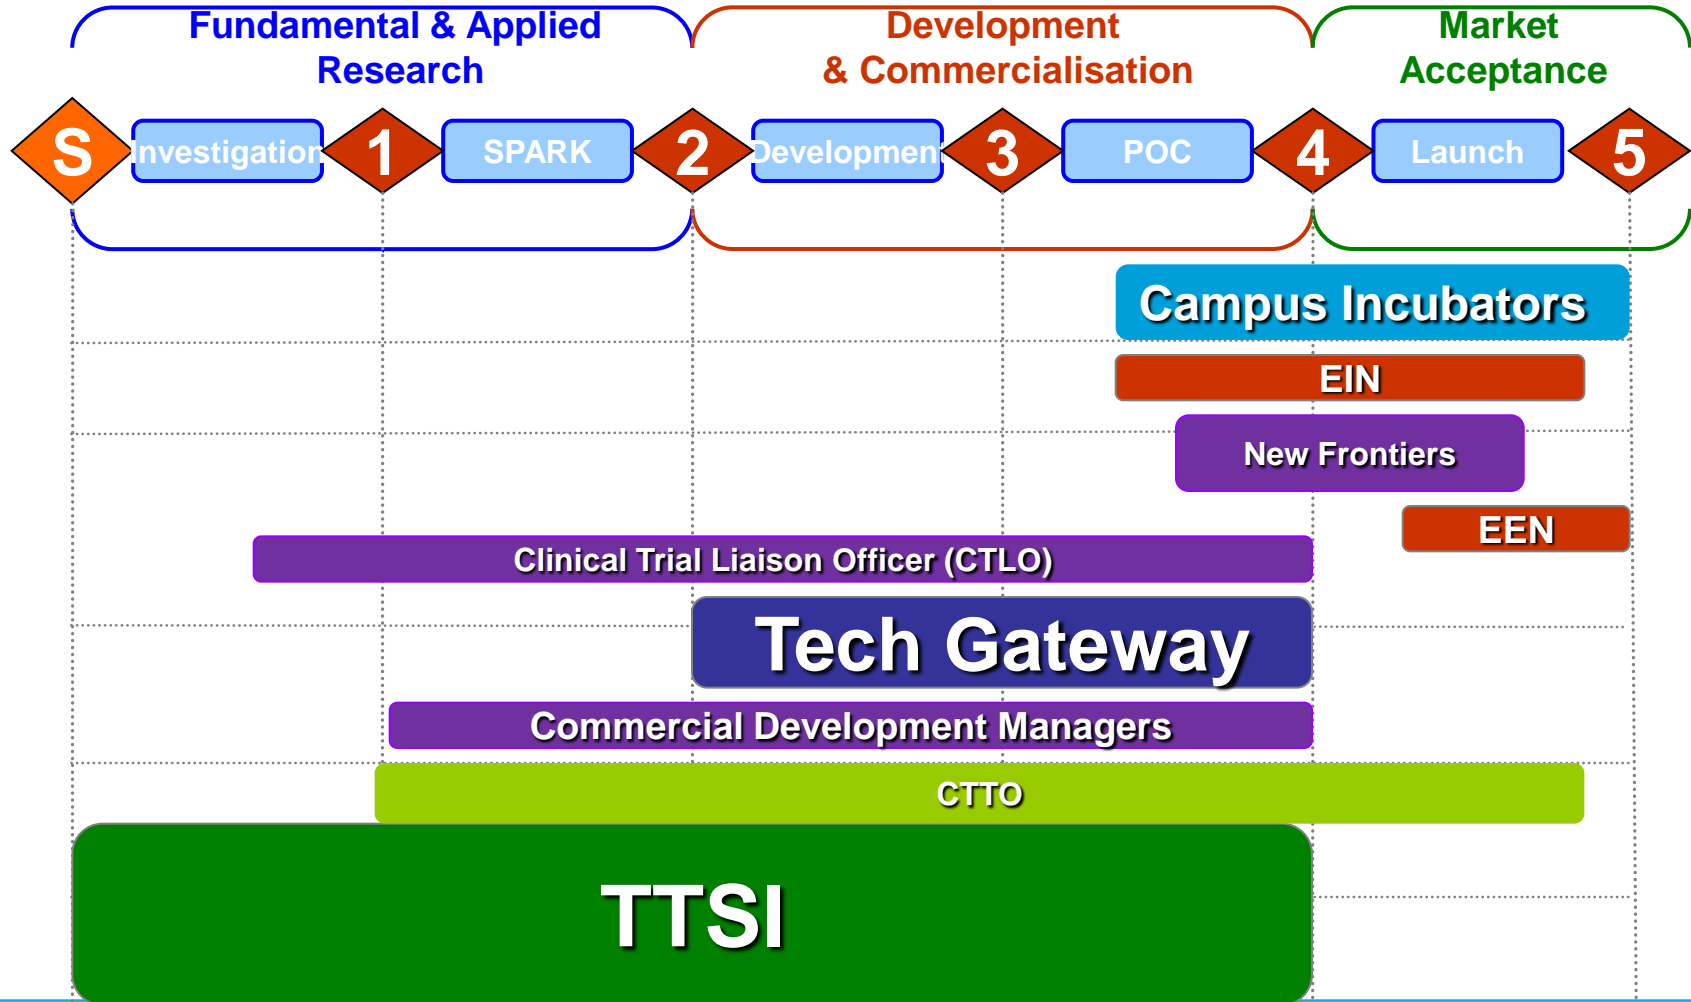 Fundamental & Applied
Research
Development
& Commercialisation
Market
Acceptance
S
Investigation
1
SPARK
2
Development
3
POC
4
Launch
5
Campus Incubators
EIN
New Frontiers
EEN
Clinical Trial Liaison Officer (CTLO)
Tech Gateway
Commercial Development Managers
CTTO
TTSI